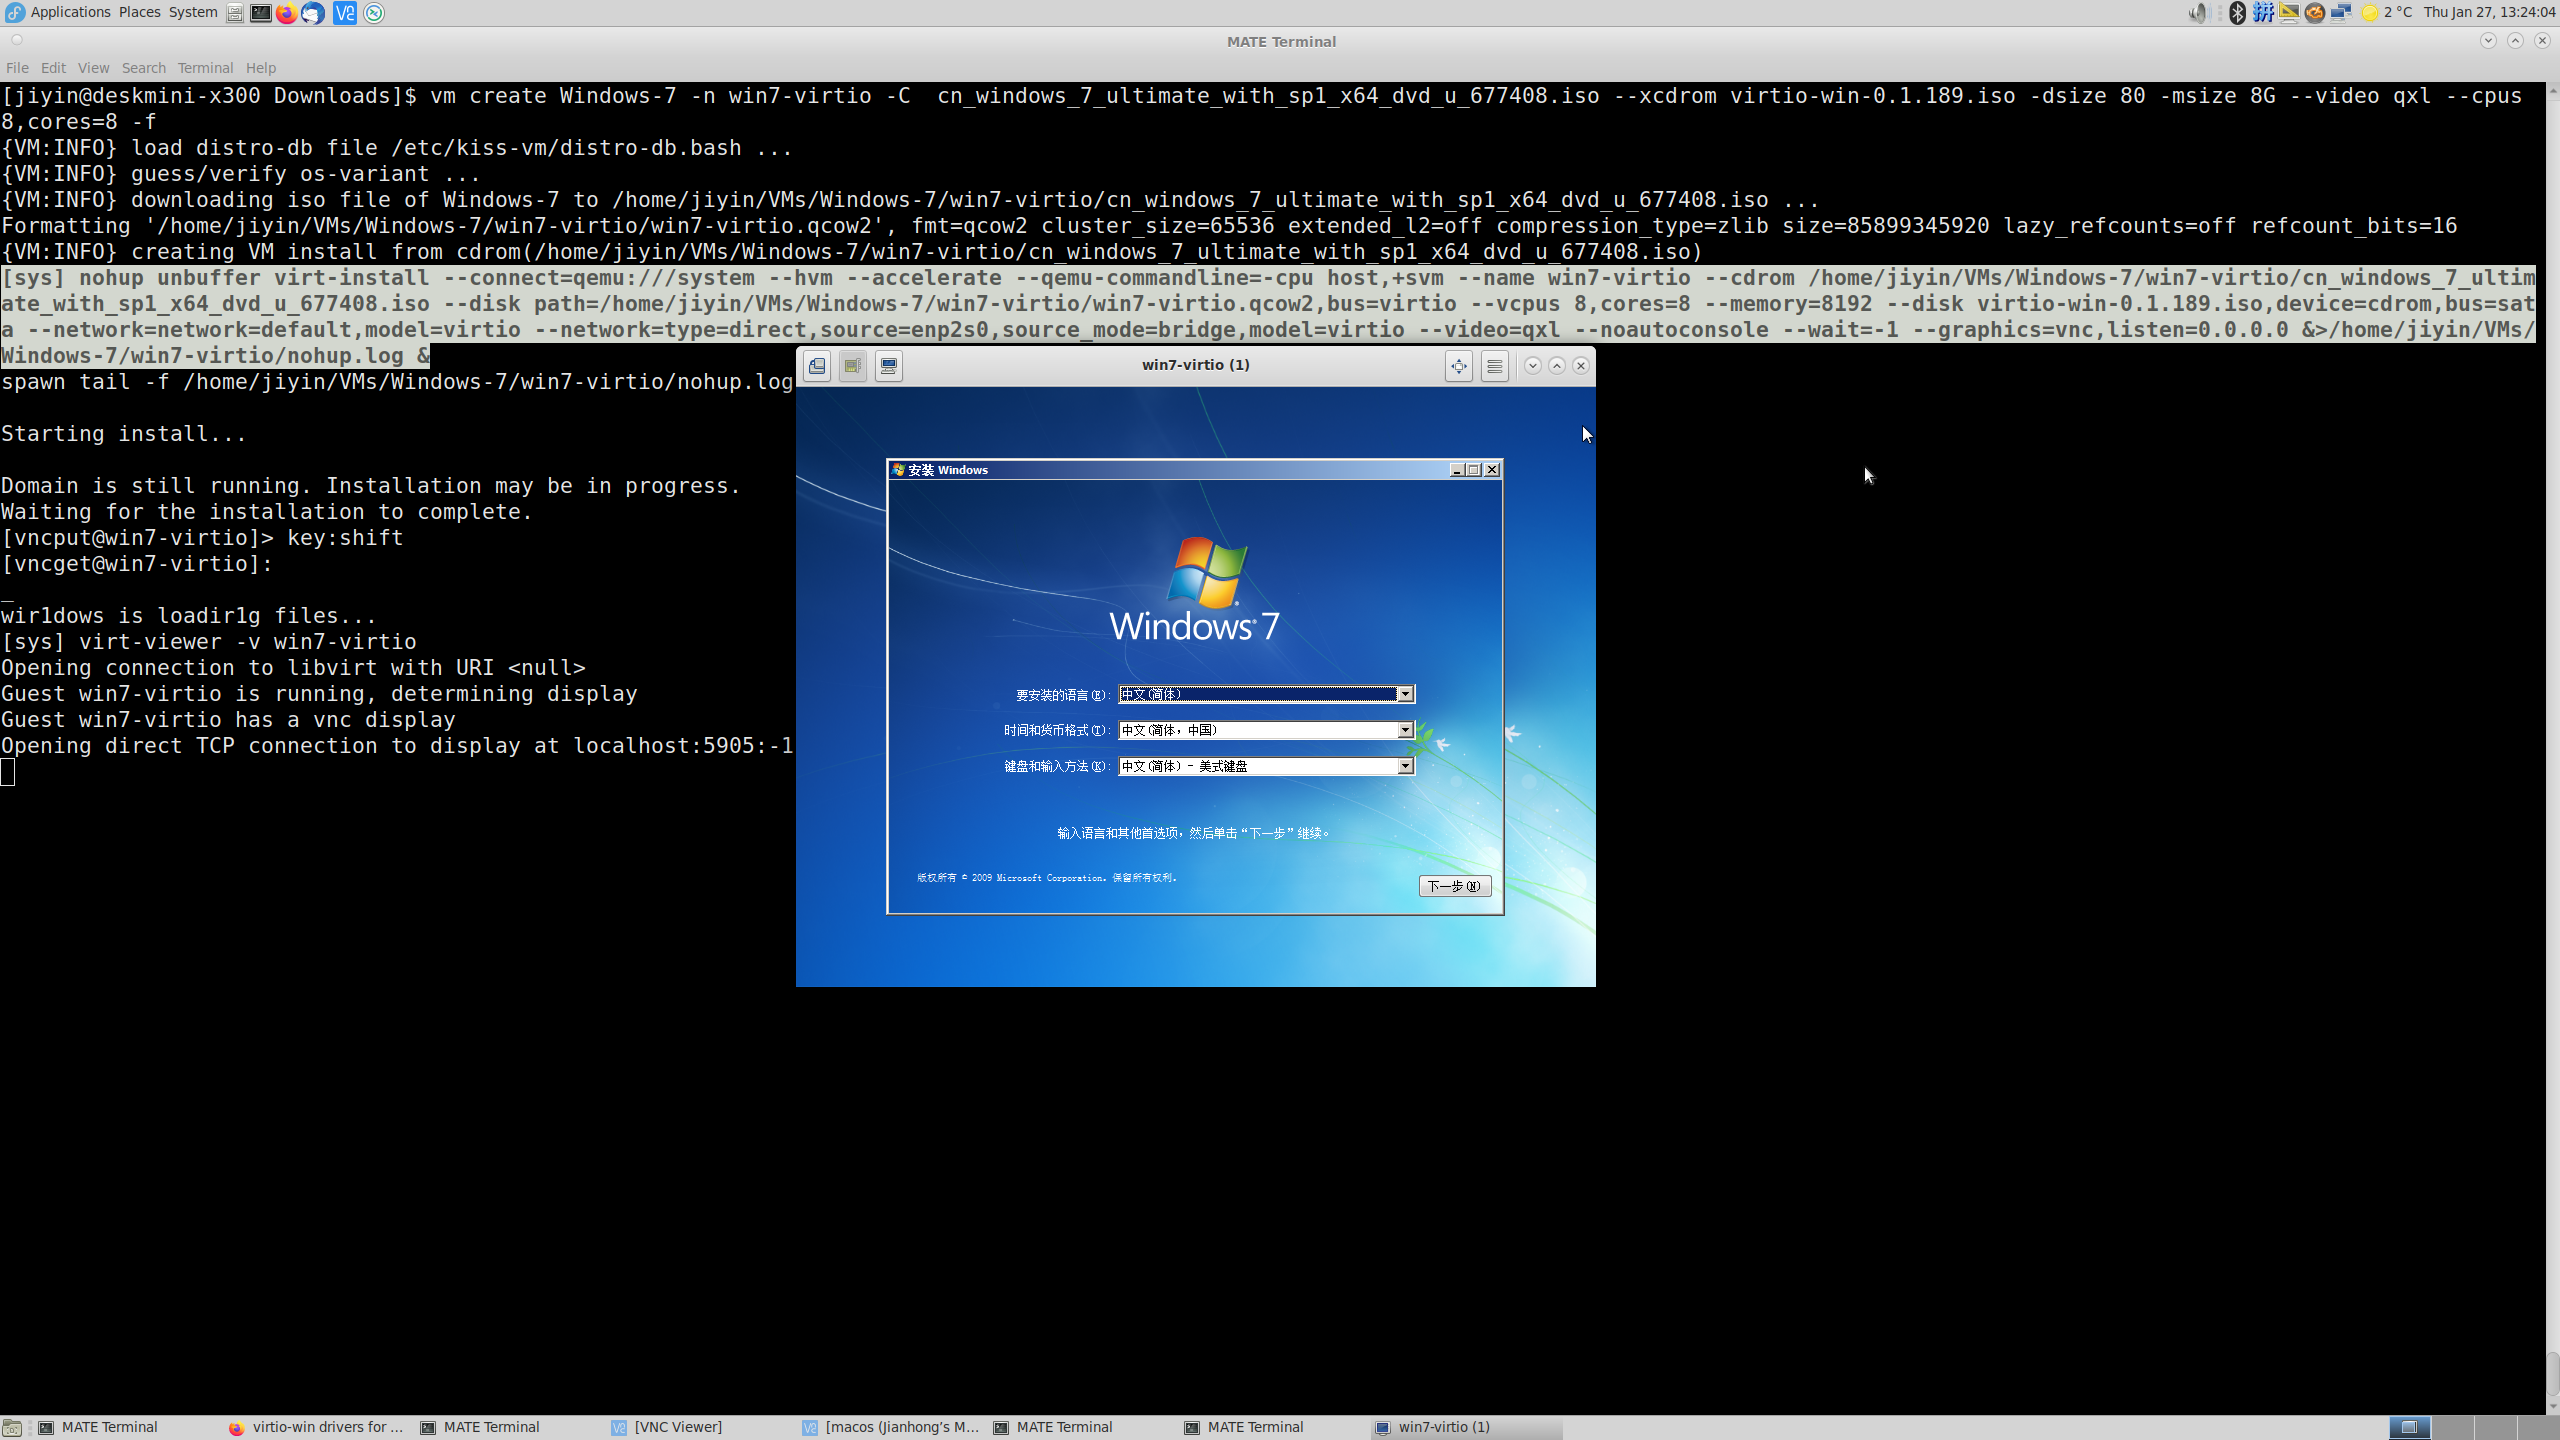 Applications Places System
2 °C Thu Jan 27, 13:24:04
MATE Terminal
File Edit View Search Terminal Help
[jiyin@deskmini-x300 Downloads]$ vm create Windows-7 -n win7-virtio -C  cn_windows_7_ultimate_with_sp1_x64_dvd_u_677408.iso --xcdrom virtio-win-0.1.189.iso -dsize 80 -msize 8G --video qxl --cpus
8,cores=8 -f
{VM:INFO} load distro-db file /etc/kiss-vm/distro-db.bash ...
{VM:INFO} guess/verify os-variant ...
{VM:INFO} downloading iso file of Windows-7 to /home/jiyin/VMs/Windows-7/win7-virtio/cn_windows_7_ultimate_with_sp1_x64_dvd_u_677408.iso ...
Formatting '/home/jiyin/VMs/Windows-7/win7-virtio/win7-virtio.qcow2', fmt=qcow2 cluster_size=65536 extended_l2=off compression_type=zlib size=85899345920 lazy_refcounts=off refcount_bits=16
{VM:INFO} creating VM install from cdrom(/home/jiyin/VMs/Windows-7/win7-virtio/cn_windows_7_ultimate_with_sp1_x64_dvd_u_677408.iso)
[sys] nohup unbuffer virt-install --connect=qemu:///system --hvm --accelerate --qemu-commandline=-cpu host,+svm --name win7-virtio --cdrom /home/jiyin/VMs/Windows-7/win7-virtio/cn_windows_7_ultim
ate_with_sp1_x64_dvd_u_677408.iso --disk path=/home/jiyin/VMs/Windows-7/win7-virtio/win7-virtio.qcow2,bus=virtio --vcpus 8,cores=8 --memory=8192 --disk virtio-win-0.1.189.iso,device=cdrom,bus=sat
a --network=network=default,model=virtio --network=type=direct,source=enp2s0,source_mode=bridge,model=virtio --video=qxl --noautoconsole --wait=-1 --graphics=vnc,listen=0.0.0.0 &>/home/jiyin/VMs/
Windows-7/win7-virtio/nohup.log &
spawn tail -f /home/jiyin/VMs/Windows-7/win7-virtio/nohup.log
Starting install...
Domain is still running. Installation may be in progress.
Waiting for the installation to complete.
[vncput@win7-virtio]> key:shift
[vncget@win7-virtio]:
_
wir1dows is loadir1g files...
[sys] virt-viewer -v win7-virtio
Opening connection to libvirt with URI <null>
Guest win7-virtio is running, determining display
Guest win7-virtio has a vnc display
Opening direct TCP connection to display at localhost:5905:-1
win7-virtio (1)
安装 Windows
Windows® 7
要安装的语言(E): 中文(简体)
时间和货币格式(T): 中文(简体，中国)
键盘和输入方法(K): 中文(简体) - 美式键盘
输入语言和其他首选项，然后单击“下一步”继续。
版权所有 © 2009 Microsoft Corporation。保留所有权利。
下一步(N)
MATE Terminal
virtio-win drivers for ...
MATE Terminal
[VNC Viewer]
[macos (Jianhong’s M...
MATE Terminal
MATE Terminal
win7-virtio (1)